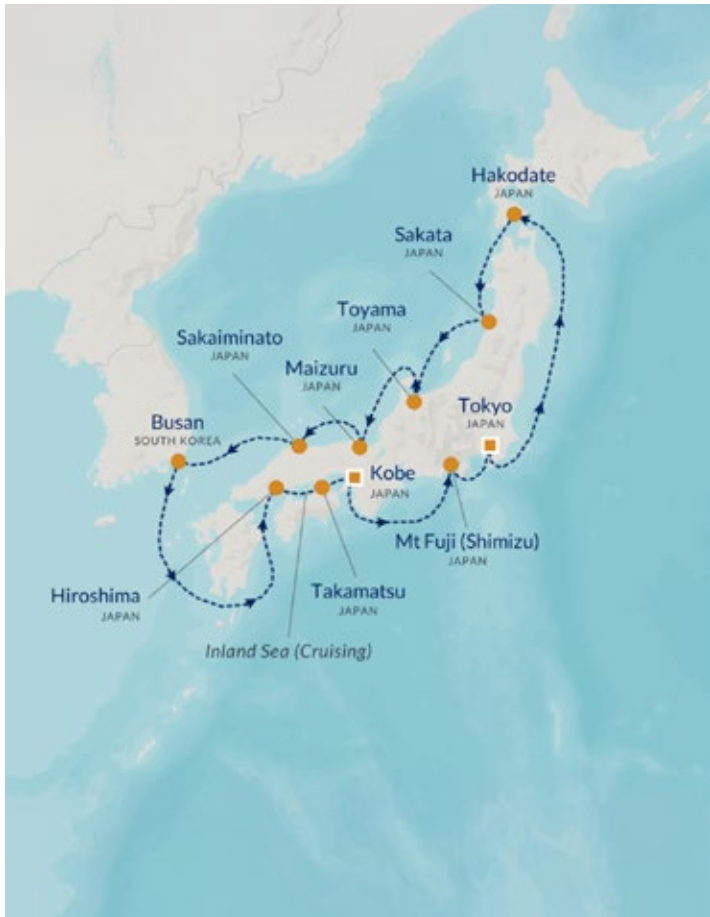 Hakodate
JAPAN
Sakata
JAPAN
Toyama
JAPAN
Sakaiminato
JAPAN
Maizuru
JAPAN
Tokyo
JAPAN
Busan
SOUTH KOREA
Kobe
JAPAN
Mt Fuji (Shimizu)
JAPAN
Hiroshima
JAPAN
Takamatsu
JAPAN
Inland Sea (Cruising)